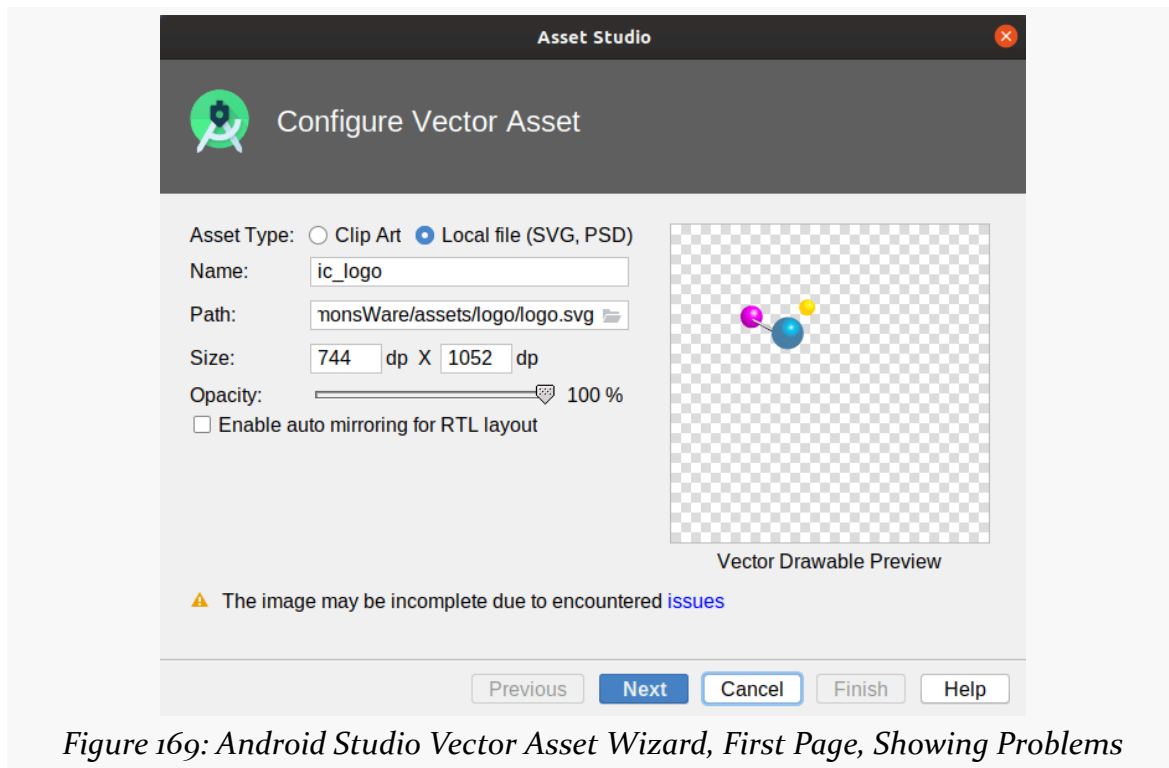 Asset Studio
Configure Vector Asset
Asset Type: Clip Art Local file (SVG, PSD)
Name: ic_logo
Path: monsWare/assets/logo/logo.svg
Size: 744 dp X 1052 dp
Opacity: 100 %
Enable auto mirroring for RTL layout
Vector Drawable Preview
The image may be incomplete due to encountered issues
Previous Next Cancel Finish Help
Figure 169: Android Studio Vector Asset Wizard, First Page, Showing Problems